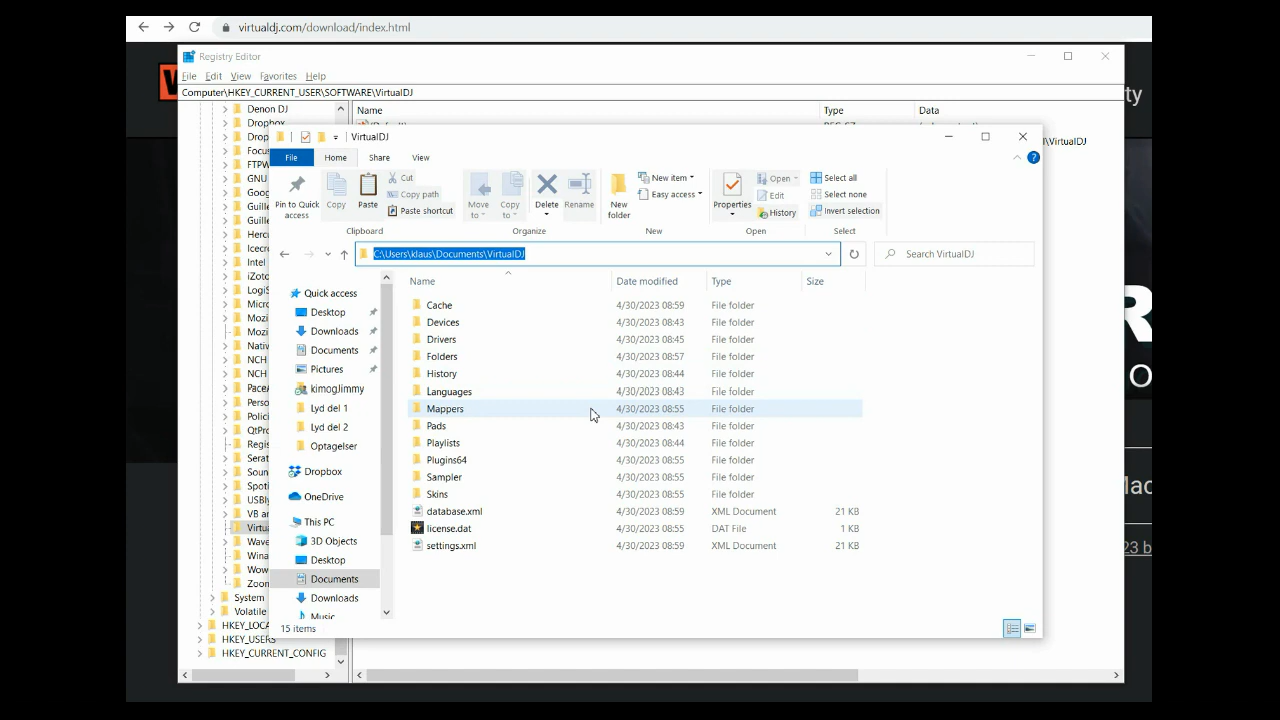 virtualdj.com/download/index.html
Registry Editor
File Edit View Favorites Help
Computer\HKEY_CURRENT_USER\SOFTWARE\VirtualDJ
Denon DJ
Name Type Data
Dropbox
VirtualDJ
File Home Share View
Pin to Quick access
Copy
Paste
Cut
Copy path
Paste shortcut
Move to
Copy to
Delete
Rename
New folder
New item
Easy access
Properties
Open
Edit
History
Select all
Select none
Invert selection
Clipboard Organize New Open Select
C:\Users\klaus\Documents\VirtualDJ
Search VirtualDJ
Name Date modified Type Size
Quick access
Desktop
Downloads
Documents
Pictures
kimogJimmy
Lyd del 1
Lyd del 2
Optagelser
Dropbox
OneDrive
This PC
3D Objects
Desktop
Documents
Downloads
Music
Cache 4/30/2023 08:59 File folder
Devices 4/30/2023 08:43 File folder
Drivers 4/30/2023 08:45 File folder
Folders 4/30/2023 08:57 File folder
History 4/30/2023 08:44 File folder
Languages 4/30/2023 08:43 File folder
Mappers 4/30/2023 08:55 File folder
Pads 4/30/2023 08:43 File folder
Playlists 4/30/2023 08:44 File folder
Plugins64 4/30/2023 08:55 File folder
Sampler 4/30/2023 08:55 File folder
Skins 4/30/2023 08:55 File folder
database.xml 4/30/2023 08:59 XML Document 21 KB
license.dat 4/30/2023 08:55 DAT File 1 KB
settings.xml 4/30/2023 08:59 XML Document 21 KB
15 items
System
Volatile
HKEY_USERS
HKEY_CURRENT_CONFIG